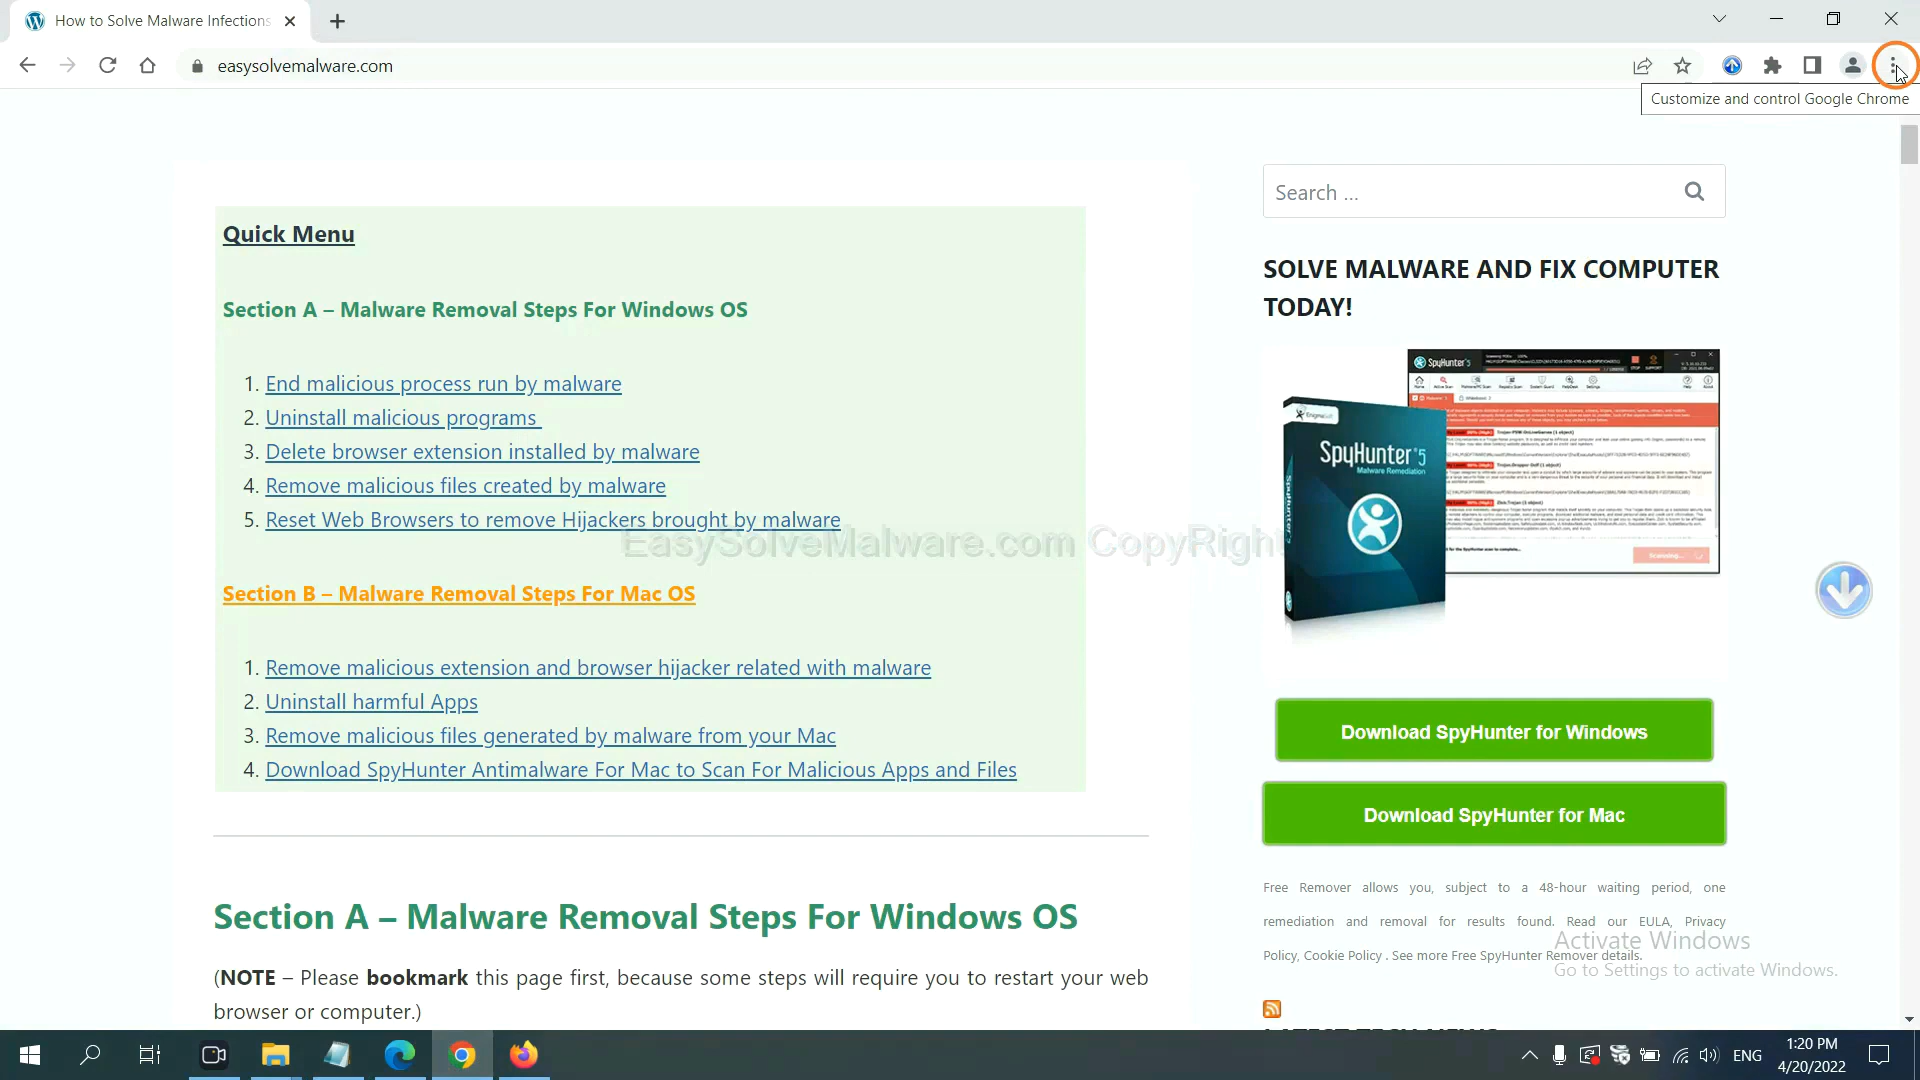 How to Solve Malware Infections
easysolvemalware.com
Customize and control Google Chrome
Search ...
Quick Menu
Section A – Malware Removal Steps For Windows OS
1. End malicious process run by malware
2. Uninstall malicious programs
3. Delete browser extension installed by malware
4. Remove malicious files created by malware
5. Reset Web Browsers to remove Hijackers brought by malware
EasySolveMalware.com CopyRight
Section B – Malware Removal Steps For Mac OS
1. Remove malicious extension and browser hijacker related with malware
2. Uninstall harmful Apps
3. Remove malicious files generated by malware from your Mac
4. Download SpyHunter Antimalware For Mac to Scan For Malicious Apps and Files
Section A – Malware Removal Steps For Windows OS
(NOTE – Please bookmark this page first, because some steps will require you to restart your web
browser or computer.)
SOLVE MALWARE AND FIX COMPUTER
TODAY!
SpyHunter 5
EnigmaSoft
SpyHunter 5
Malware Remediation
Scanning...
Download SpyHunter for Windows
Download SpyHunter for Mac
Free Remover allows you, subject to a 48-hour waiting period, one
remediation and removal for results found. Read our EULA, Privacy
Policy, Cookie Policy . See more Free SpyHunter Remover details.
Activate Windows
Go to Settings to activate Windows.
LATEST TECH NEWS
ENG
1:20 PM
4/20/2022